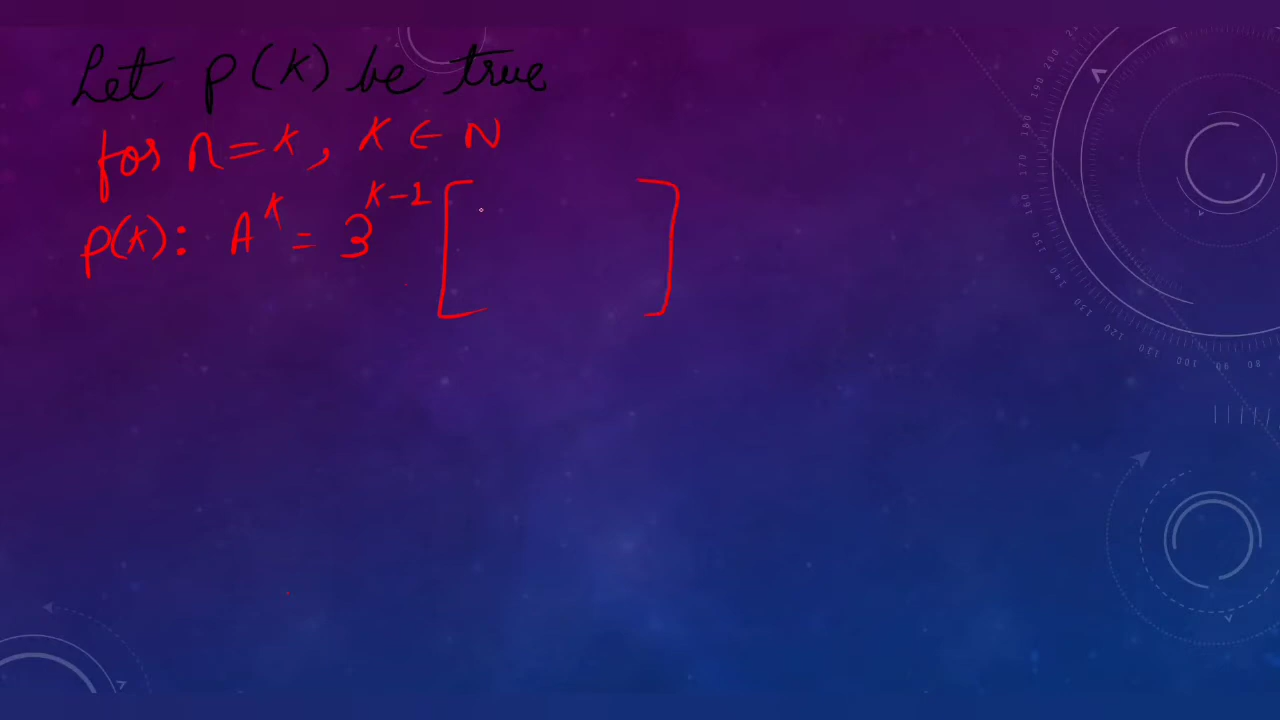 Let P(K) be true
for n=K, K ∈ N
P(K): A^K = 3^{K-1} [ ]